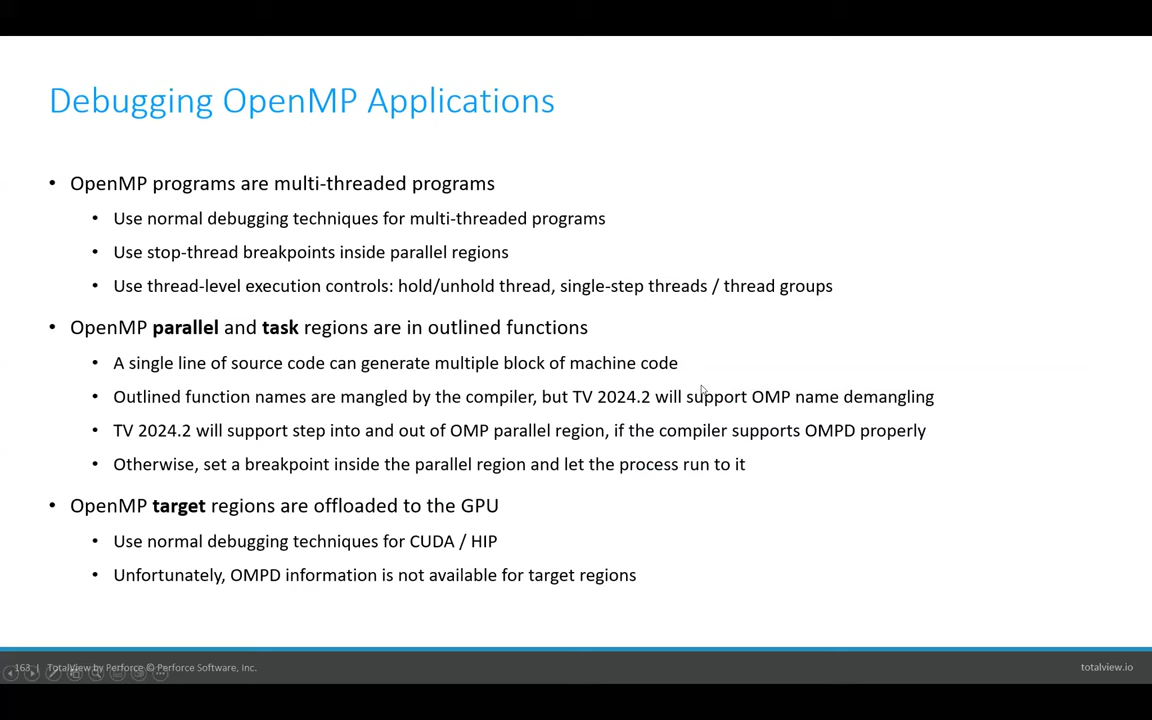 Debugging OpenMP Applications
• OpenMP programs are multi-threaded programs
• Use normal debugging techniques for multi-threaded programs
• Use stop-thread breakpoints inside parallel regions
• Use thread-level execution controls: hold/unhold thread, single-step threads / thread groups
• OpenMP parallel and task regions are in outlined functions
• A single line of source code can generate multiple block of machine code
• Outlined function names are mangled by the compiler, but TV 2024.2 will support OMP name demangling
• TV 2024.2 will support step into and out of OMP parallel region, if the compiler supports OMPD properly
• Otherwise, set a breakpoint inside the parallel region and let the process run to it
• OpenMP target regions are offloaded to the GPU
• Use normal debugging techniques for CUDA / HIP
• Unfortunately, OMPD information is not available for target regions
163 | TotalView by Perforce © Perforce Software, Inc.
totalview.io